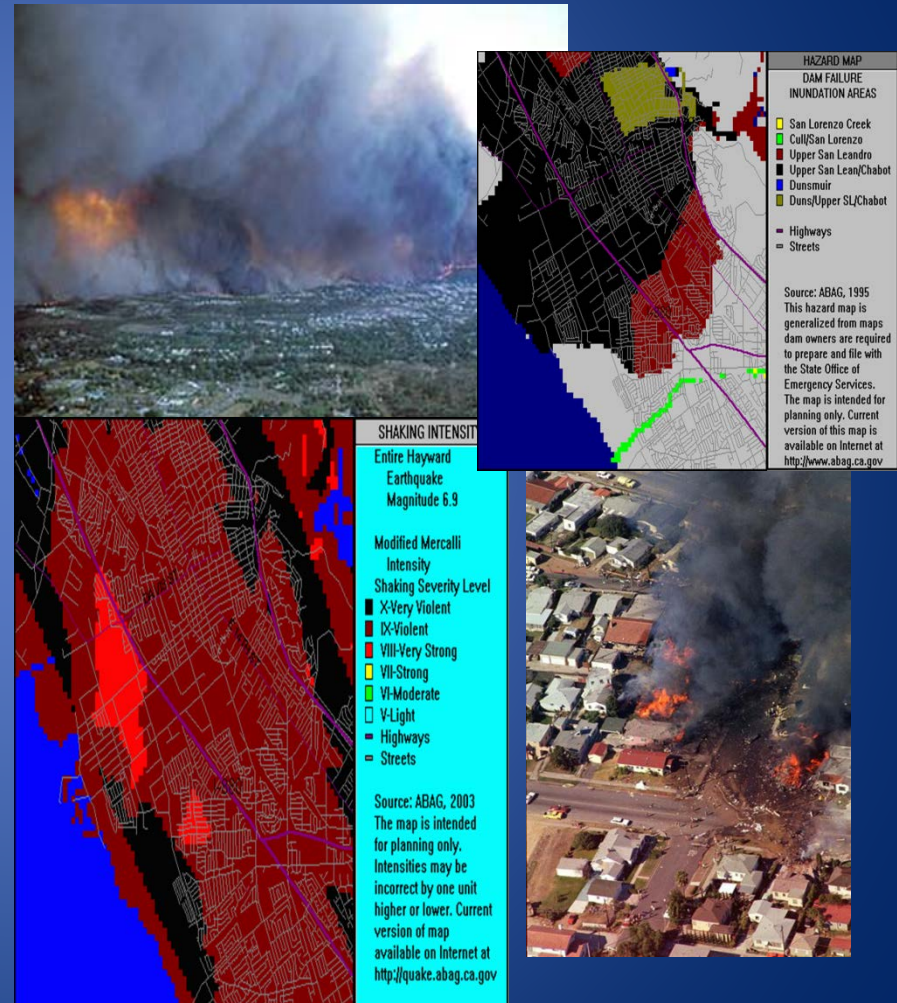 HAZARD MAP
DAM FAILURE
INUNDATION AREAS
San Lorenzo Creek
Cull/San Lorenzo
Upper San Leandro
Upper San Lean/Chabot
Dunsmuir
Duns/Upper SL/Chabot
Highways
Streets
Source: ABAG, 1995
This hazard map is
generalized from maps
dam owners are required
to prepare and file with
the State Office of
Emergency Services.
The map is intended for
planning only. Current
version of this map is
available on Internet at
http://www.abag.ca.gov
SHAKING INTENSITY
Entire Hayward
Earthquake
Magnitude 6.9
Modified Mercalli
Intensity
Shaking Severity Level
X-Very Violent
IX-Violent
VIII-Very Strong
VII-Strong
VI-Moderate
V-Light
Highways
Streets
Source: ABAG, 2003
The map is intended
for planning only.
Intensities may be
incorrect by one unit
higher or lower. Current
version of map
available on Internet at
http://quake.abag.ca.gov